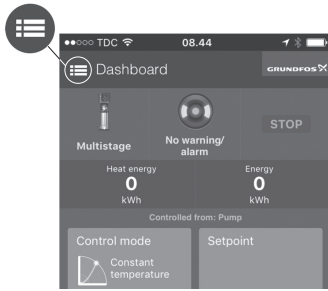 TDC 08.44
Dashboard GRUNDFOS
Multistage
No warning/
alarm
STOP
Heat energy Energy
0 0
kWh kWh
Controlled from: Pump
Control mode Setpoint
Constant
temperature